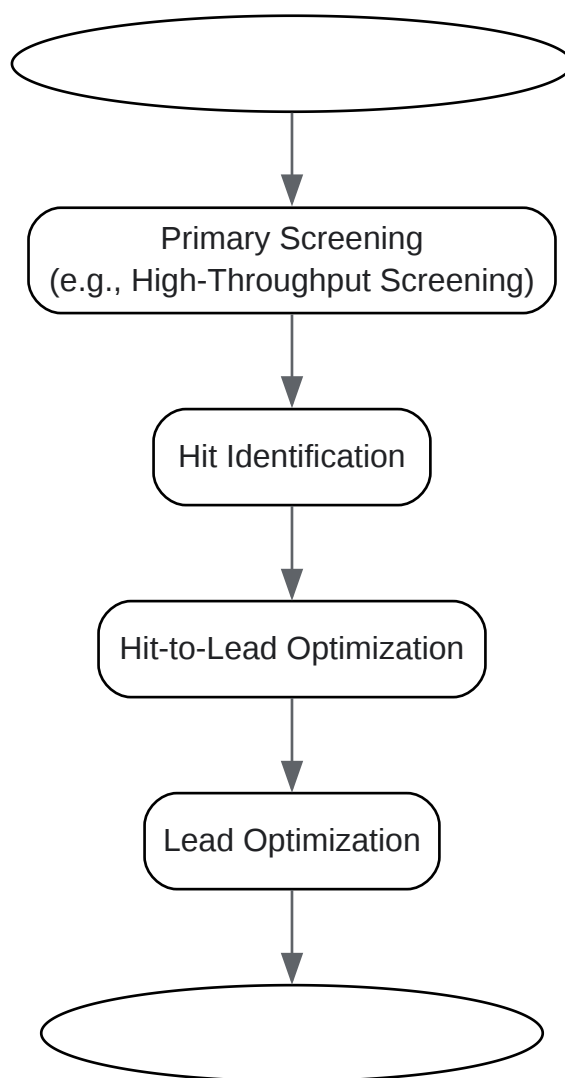 Primary Screening
(e.g., High-Throughput Screening)
Hit Identification
Hit-to-Lead Optimization
Lead Optimization